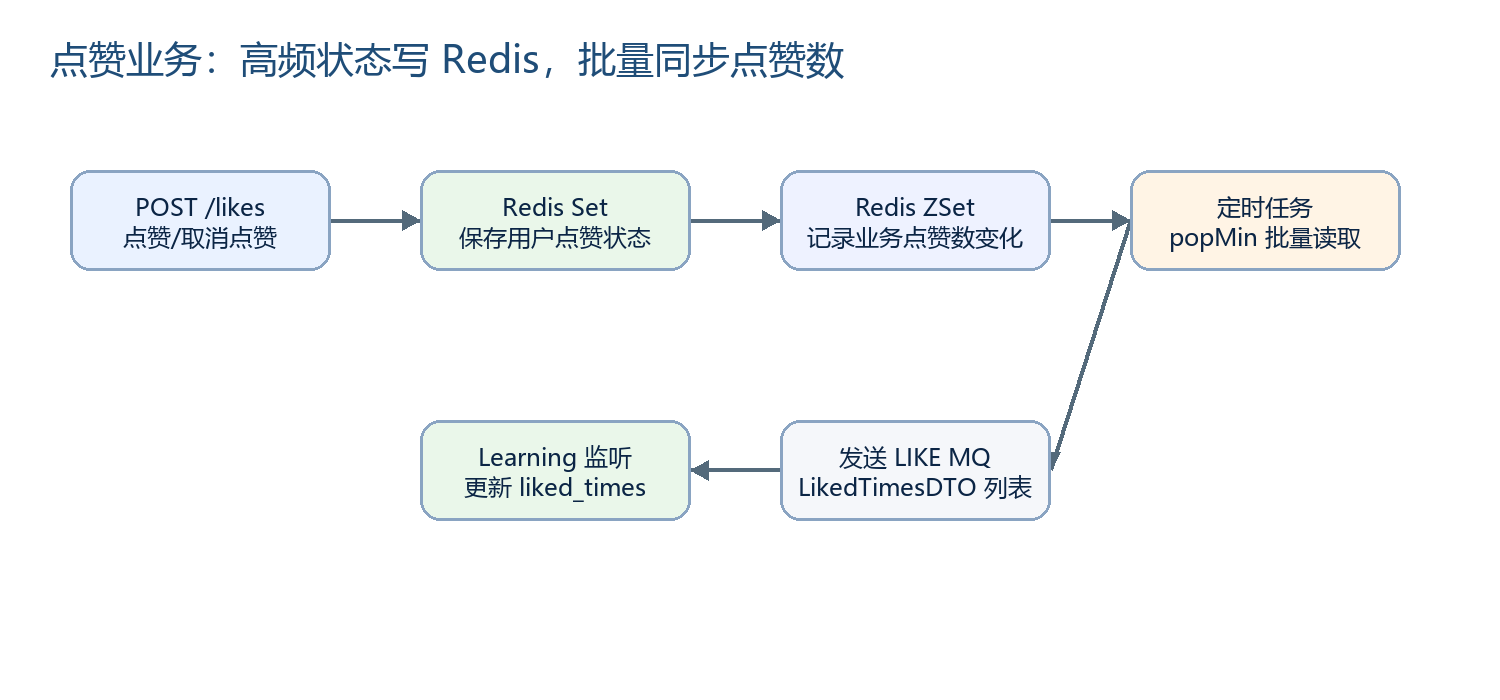 点赞业务：高频状态写 Redis，批量同步点赞数
POST /likes
点赞/取消点赞
Redis Set
保存用户点赞状态
Redis ZSet
记录业务点赞数变化
定时任务
popMin 批量读取
Learning 监听
更新 liked_times
发送 LIKE MQ
LikedTimesDTO 列表